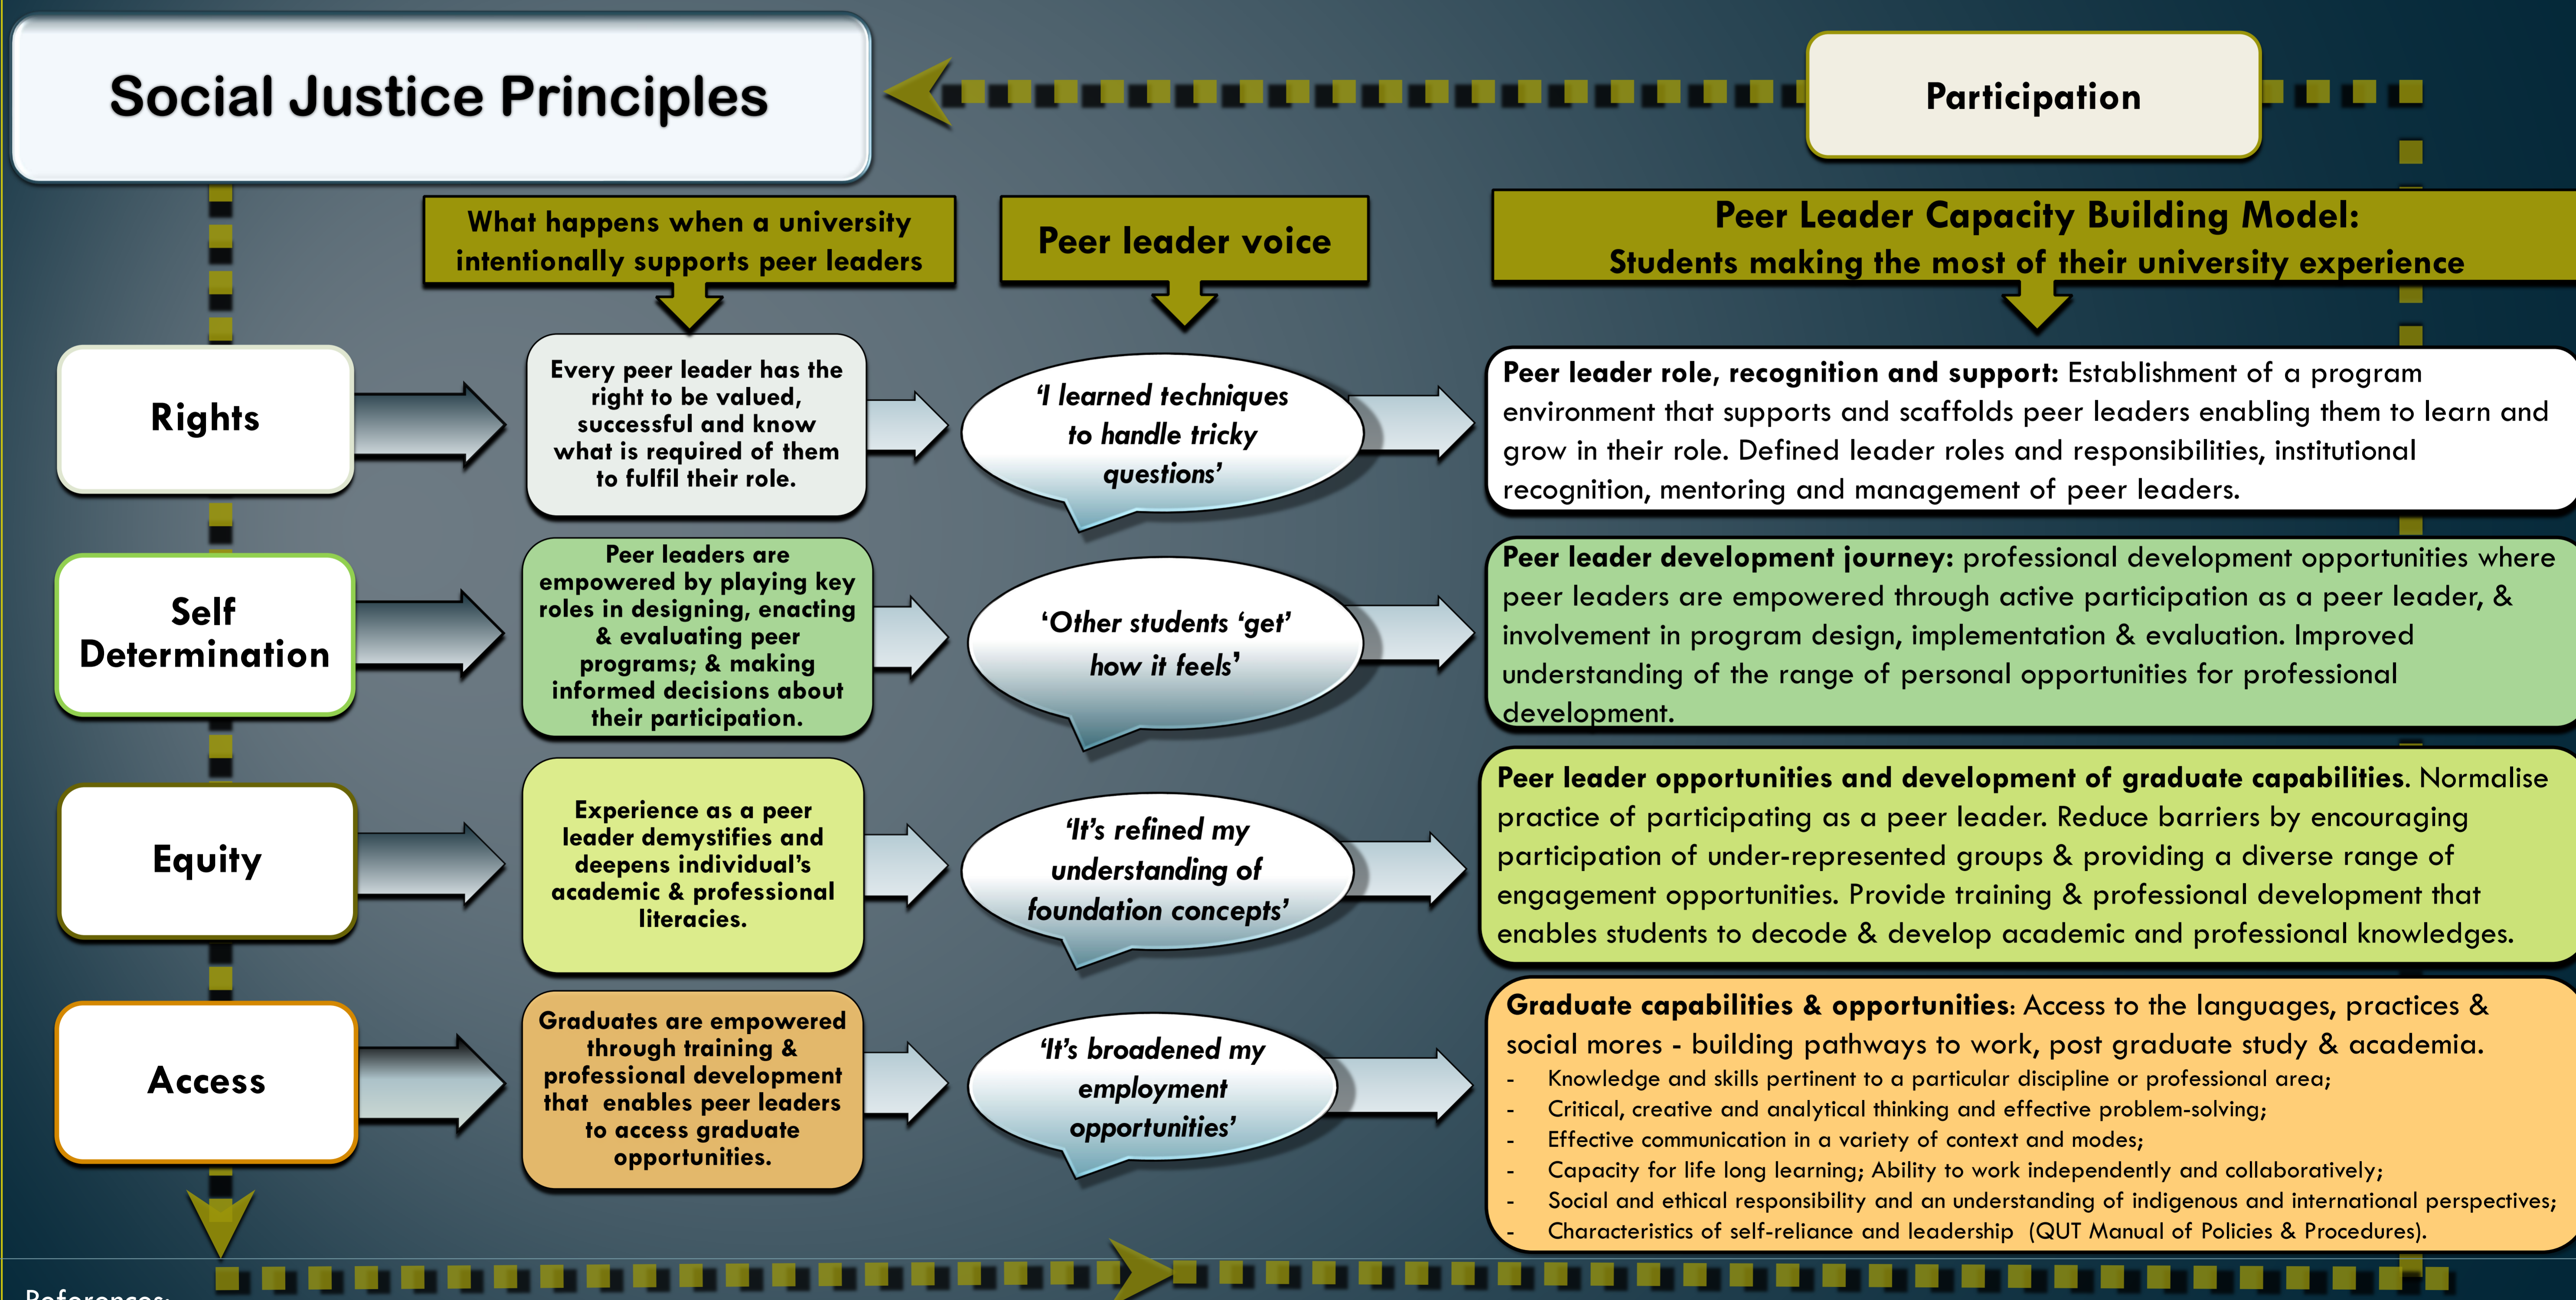 Social Justice Principles
Participation
What happens when a university
intentionally supports peer leaders
Peer leader voice
Peer Leader Capacity Building Model:
Students making the most of their university experience
Rights
Every peer leader has the
right to be valued,
successful and know
what is required of them
to fulfil their role.
‘I learned techniques
to handle tricky
questions’
Peer leader role, recognition and support: Establishment of a program
environment that supports and scaffolds peer leaders enabling them to learn and
grow in their role. Defined leader roles and responsibilities, institutional
recognition, mentoring and management of peer leaders.
Self
Determination
Peer leaders are
empowered by playing key
roles in designing, enacting
& evaluating peer
programs; & making
informed decisions about
their participation.
‘Other students ‘get’
how it feels’
Peer leader development journey: professional development opportunities where
peer leaders are empowered through active participation as a peer leader, &
involvement in program design, implementation & evaluation. Improved
understanding of the range of personal opportunities for professional
development.
Equity
Experience as a peer
leader demystifies and
deepens individual’s
academic & professional
literacies.
‘It’s refined my
understanding of
foundation concepts’
Peer leader opportunities and development of graduate capabilities. Normalise
practice of participating as a peer leader. Reduce barriers by encouraging
participation of under-represented groups & providing a diverse range of
engagement opportunities. Provide training & professional development that
enables students to decode & develop academic and professional knowledges.
Access
Graduates are empowered
through training &
professional development
that enables peer leaders
to access graduate
opportunities.
‘It’s broadened my
employment
opportunities’
Graduate capabilities & opportunities: Access to the languages, practices &
social mores - building pathways to work, post graduate study & academia.
- Knowledge and skills pertinent to a particular discipline or professional area;
- Critical, creative and analytical thinking and effective problem-solving;
- Effective communication in a variety of context and modes;
- Capacity for life long learning; Ability to work independently and collaboratively;
- Social and ethical responsibility and an understanding of indigenous and international perspectives;
- Characteristics of self-reliance and leadership (QUT Manual of Policies & Procedures).
References: